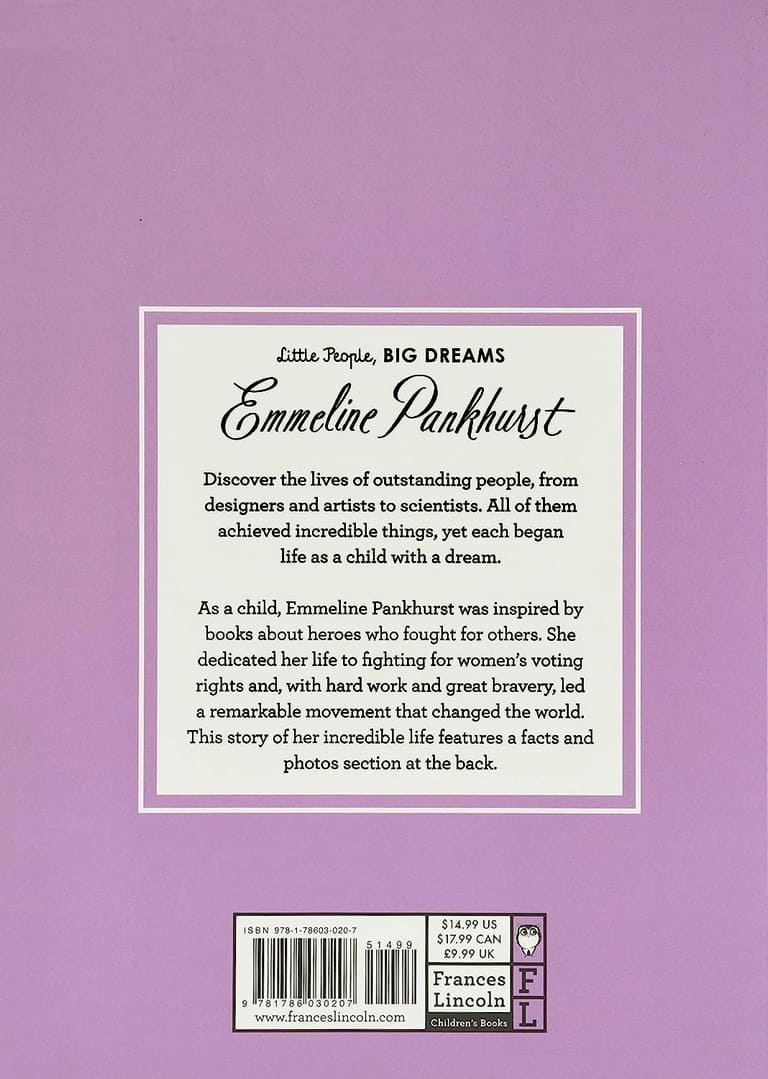 Little People, BIG DREAMS
Emmeline Pankhurst
Discover the lives of outstanding people, from
designers and artists to scientists. All of them
achieved incredible things, yet each began
life as a child with a dream.
As a child, Emmeline Pankhurst was inspired by
books about heroes who fought for others. She
dedicated her life to fighting for women's voting
rights and, with hard work and great bravery, led
a remarkable movement that changed the world.
This story of her incredible life features a facts and
photos section at the back.
ISBN 978-1-78603-020-7
51499
9 781786 030207
www.franceslincoln.com
$14.99 US
$17.99 CAN
£9.99 UK
Frances
Lincoln
Children's Books
F
L